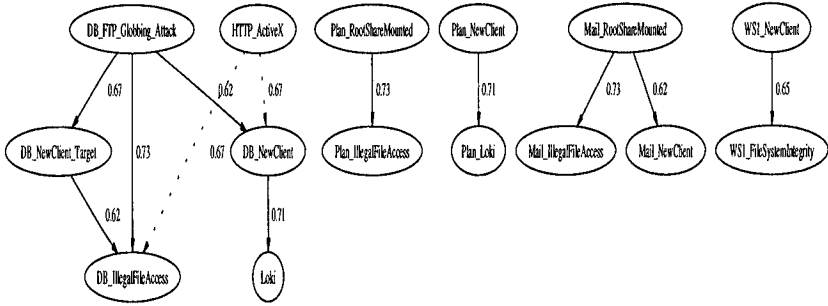 DB_FTP_Globbing_Attack
HTTP_ActiveX
Plan_RootShareMounted
Plan_NewClient
Mail_RootShareMounted
WS1_NewClient
0.67
0.62
0.67
0.73
0.71
0.73
0.62
0.65
DB_NewClient_Target
0.73
0.67
DB_NewClient
Plan_IllegalFileAccess
Plan_Loki
Mail_IllegalFileAccess
Mail_NewClient
WS1_FileSystemIntegrity
0.62
0.71
DB_IllegalFileAccess
Loki